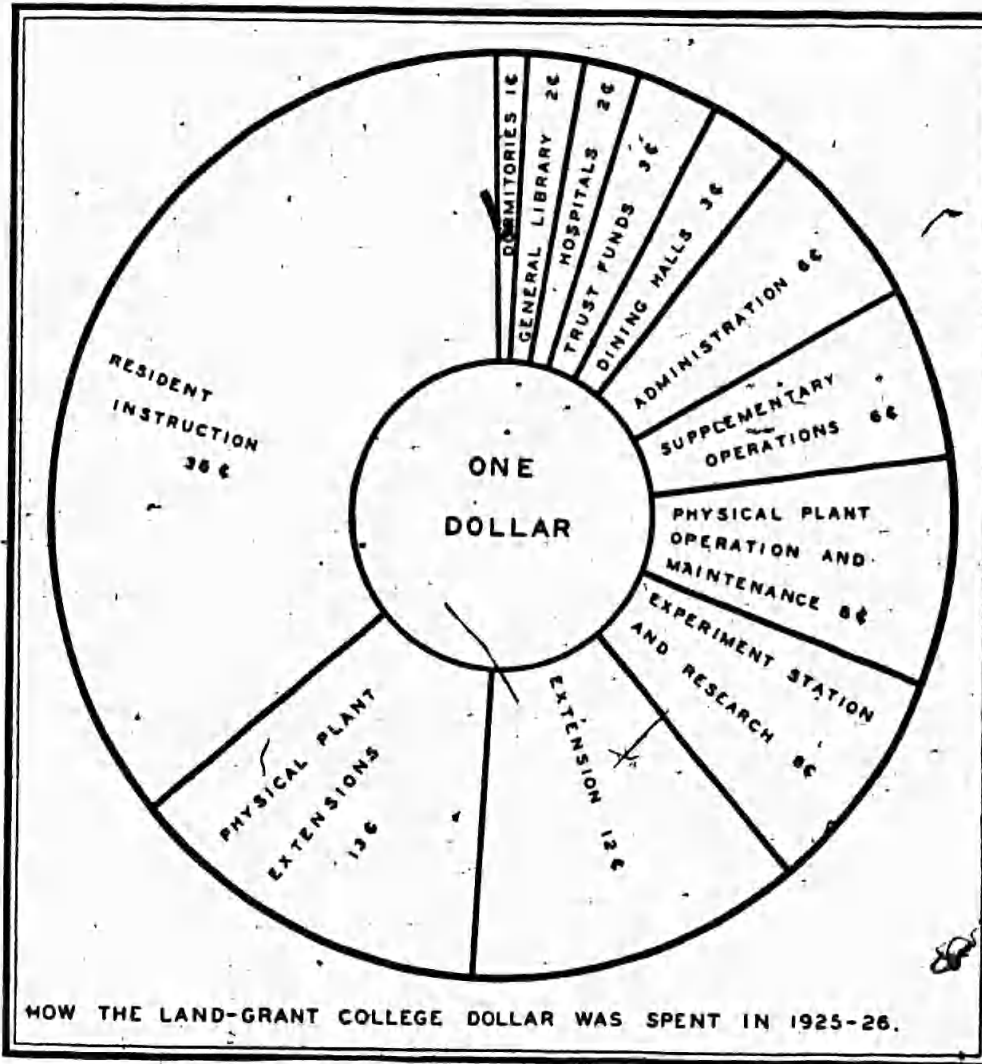 DORMITORIES 1¢
GENERAL LIBRARY 2¢
HOSPITALS 2¢
TRUST FUNDS 3¢
DINING HALLS 3¢
ADMINISTRATION 6¢
SUPPLEMENTARY
OPERATIONS 6¢
PHYSICAL PLANT
OPERATION AND
MAINTENANCE 8¢
EXPERIMENT STATION
AND RESEARCH 8¢
EXTENSION 12¢
PHYSICAL PLANT
EXTENSIONS
13¢
RESIDENT
INSTRUCTION
36¢
ONE
DOLLAR
HOW THE LAND-GRANT COLLEGE DOLLAR WAS SPENT IN 1925-26.